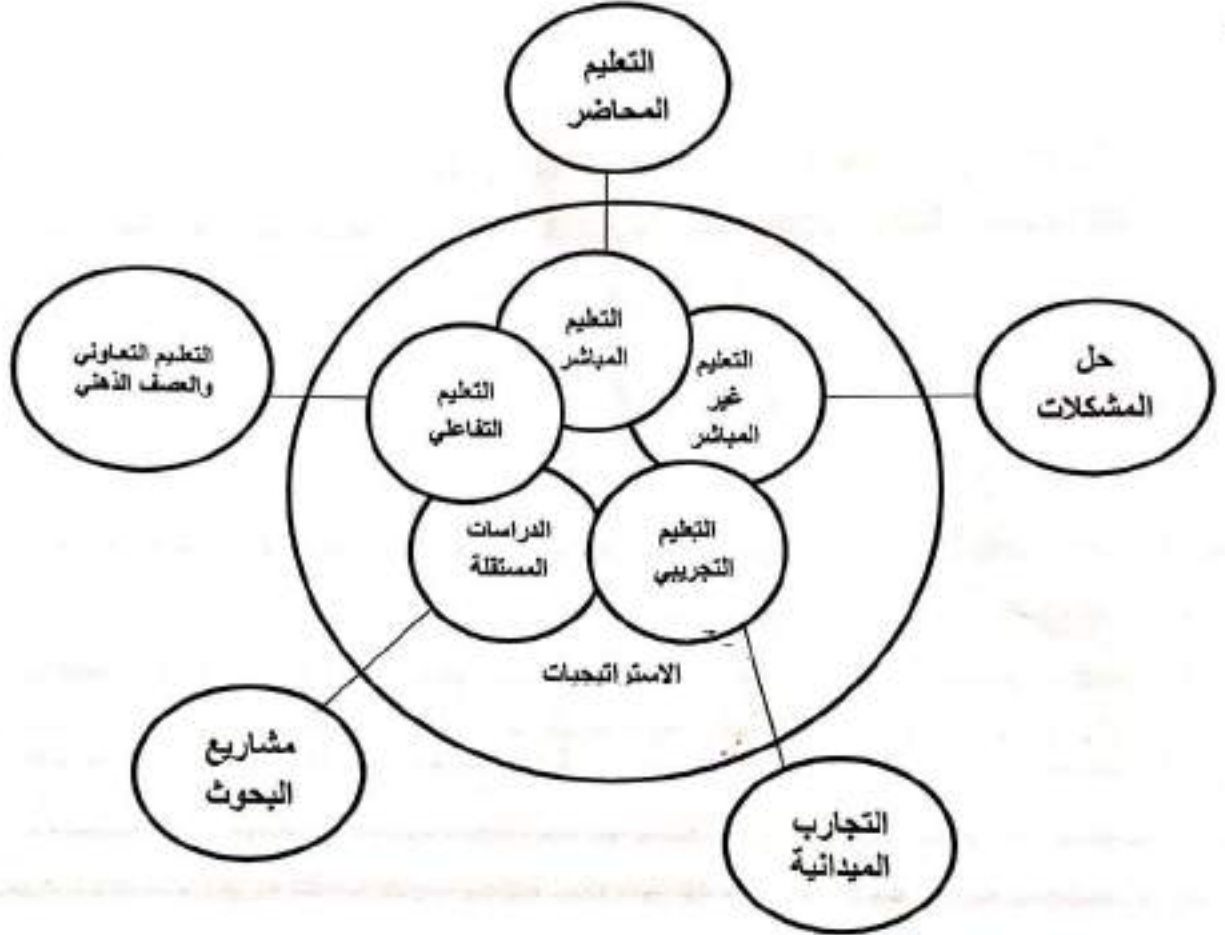 التعليم
المحاضر
التعليم
المباشر
التعليم
غير
المباشر
حل
المشكلات
التعليم التعاوني
والعصف الذهني
التعليم
التفاعلي
الدراسات
المستقلة
التعليم
التجريبي
الاستراتيجيات
مشاريع
البحوث
التجارب
الميدانية